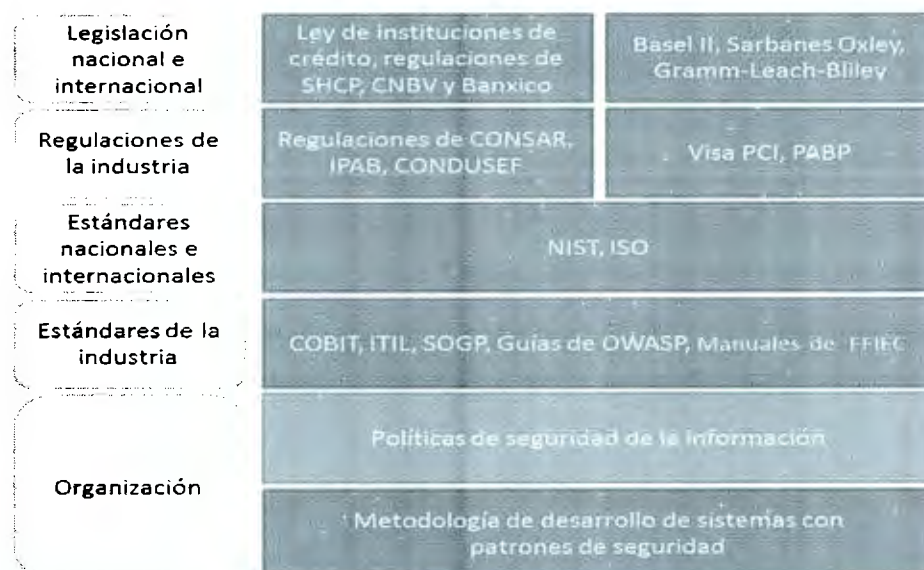 Legislación
nacional e
internacional
Ley de instituciones de
crédito, regulaciones de
SHCP, CNBV y Banxico
Basel II, Sarbanes Oxley,
Gramm-Leach-Bliley
Regulaciones de
la industria
Regulaciones de CONSAR,
IPAB, CONDUSEF
Visa PCI, PABP
Estándares
nacionales e
internacionales
NIST, ISO
Estándares de la
industria
COBIT, ITIL, SOGP, Guías de OWASP, Manuales de FFIEC
Organización
Políticas de seguridad de la información
Metodología de desarrollo de sistemas con
patrones de seguridad